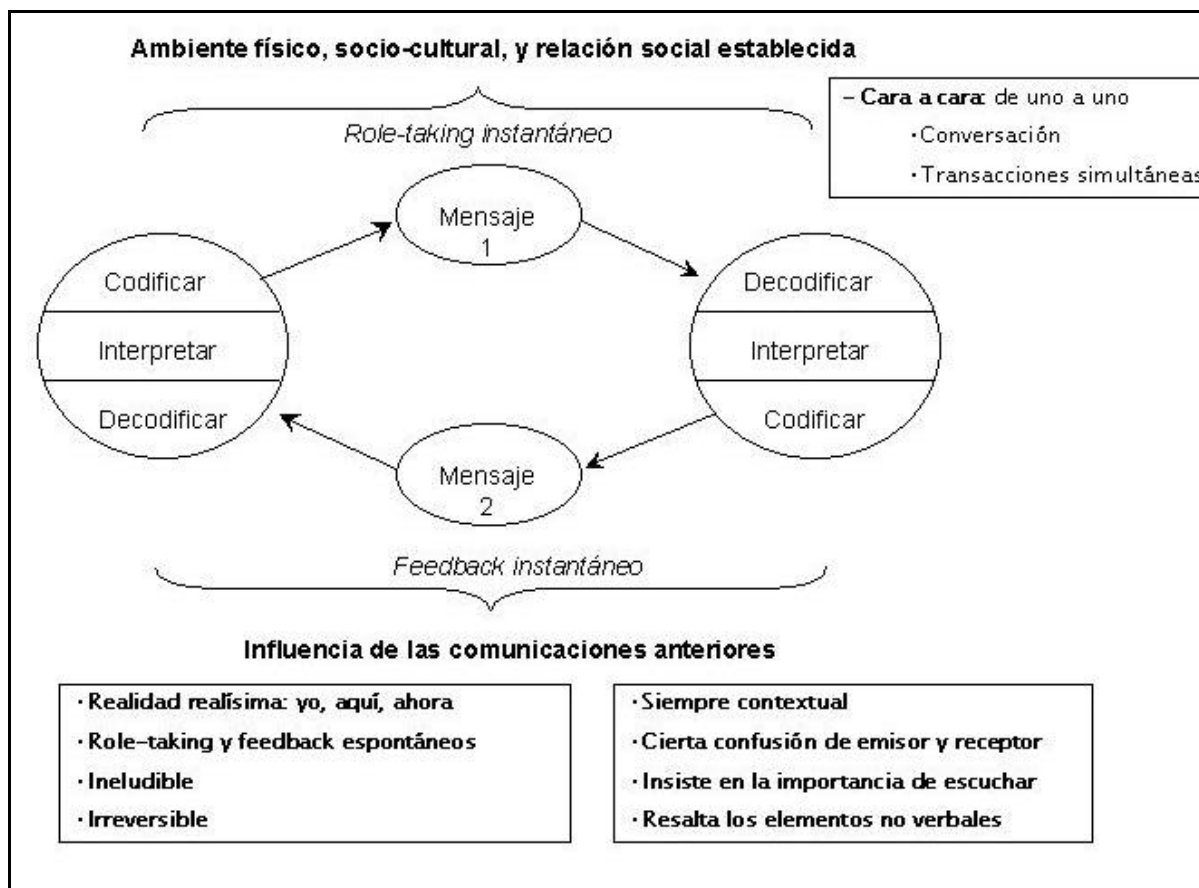 Ambiente físico, socio-cultural, y relación social establecida
– Cara a cara: de uno a uno
· Conversación
· Transacciones simultáneas
Role-taking instantáneo
Mensaje
1
Codificar
Interpretar
Decodificar
Decodificar
Interpretar
Codificar
Mensaje
2
Feedback instantáneo
Influencia de las comunicaciones anteriores
· Realidad realísima: yo, aquí, ahora
· Role-taking y feedback espontáneos
· Ineludible
· Irreversible
· Siempre contextual
· Cierta confusión de emisor y receptor
· Insiste en la importancia de escuchar
· Resalta los elementos no verbales